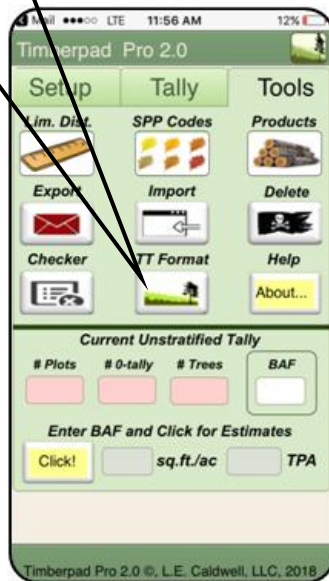 Mail ●●●○○ LTE 11:56 AM 12%
Timberpad Pro 2.0
Setup Tally Tools
Lim. Dist. SPP Codes Products
Export Import Delete
Checker TT Format Help
About...
Current Unstratified Tally
# Plots # 0-tally # Trees BAF
Enter BAF and Click for Estimates
Click! sq.ft./ac TPA
Timberpad Pro 2.0 ©, L.E. Caldwell, LLC, 2018